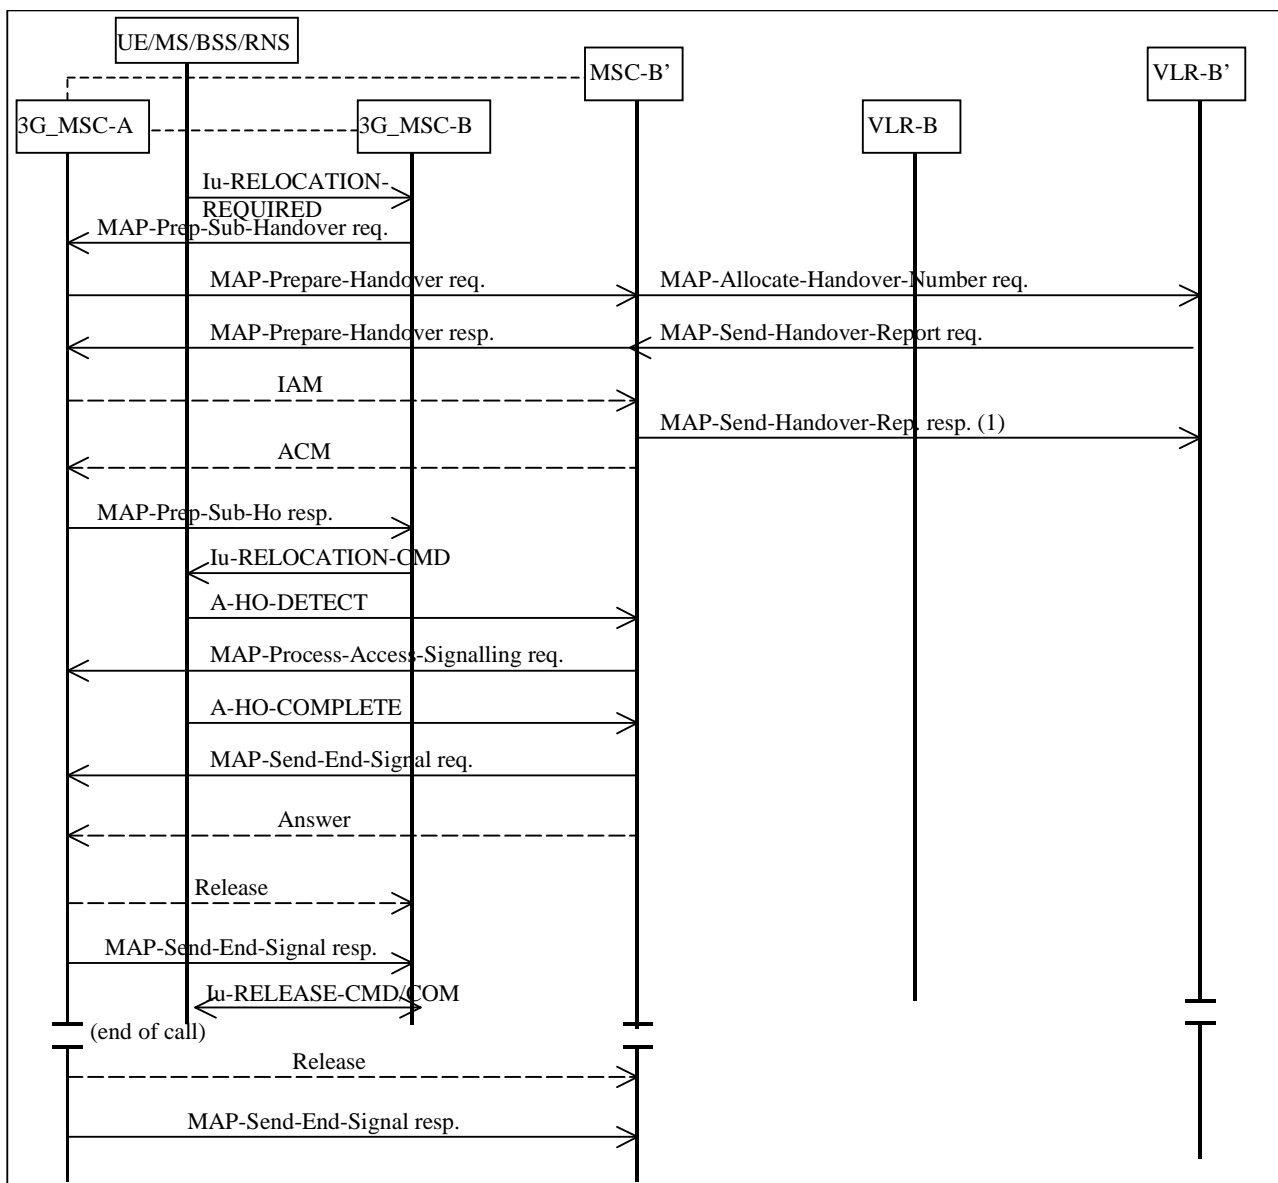 UE/MS/BSS/RNS
MSC-B’
VLR-B’
3G_MSC-A
3G_MSC-B
VLR-B
Iu-RELOCATION-
REQUIRED
MAP-Prep-Sub-Handover req.
MAP-Prepare-Handover req.
MAP-Allocate-Handover-Number req.
MAP-Prepare-Handover resp.
MAP-Send-Handover-Report req.
IAM
MAP-Send-Handover-Rep. resp. (1)
ACM
MAP-Prep-Sub-Ho resp.
Iu-RELOCATION-CMD
A-HO-DETECT
MAP-Process-Access-Signalling req.
A-HO-COMPLETE
MAP-Send-End-Signal req.
Answer
Release
MAP-Send-End-Signal resp.
Iu-RELEASE-CMD/COM
(end of call)
Release
MAP-Send-End-Signal resp.